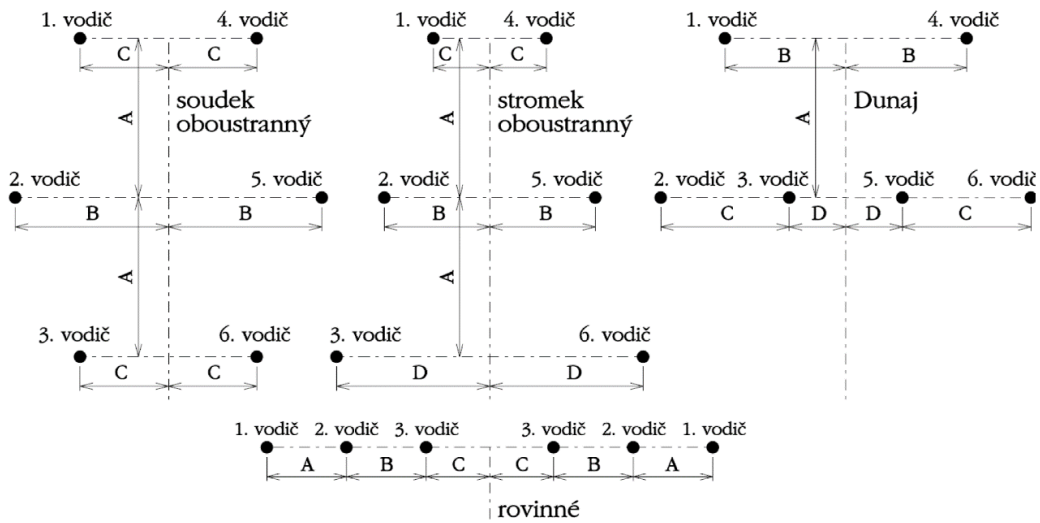 1. vodič 4. vodič
C C
A
soudek
oboustranný
2. vodič 5. vodič
B B
A
3. vodič 6. vodič
C C
1. vodič 4. vodič
C C
A
stromek
oboustranný
2. vodič 5. vodič
B B
A
3. vodič 6. vodič
D D
1. vodič 4. vodič
B B
A
Dunaj
2. vodič 3. vodič 5. vodič 6. vodič
C D D C
1. vodič 2. vodič 3. vodič 3. vodič 2. vodič 1. vodič
A B C C B A
rovinné